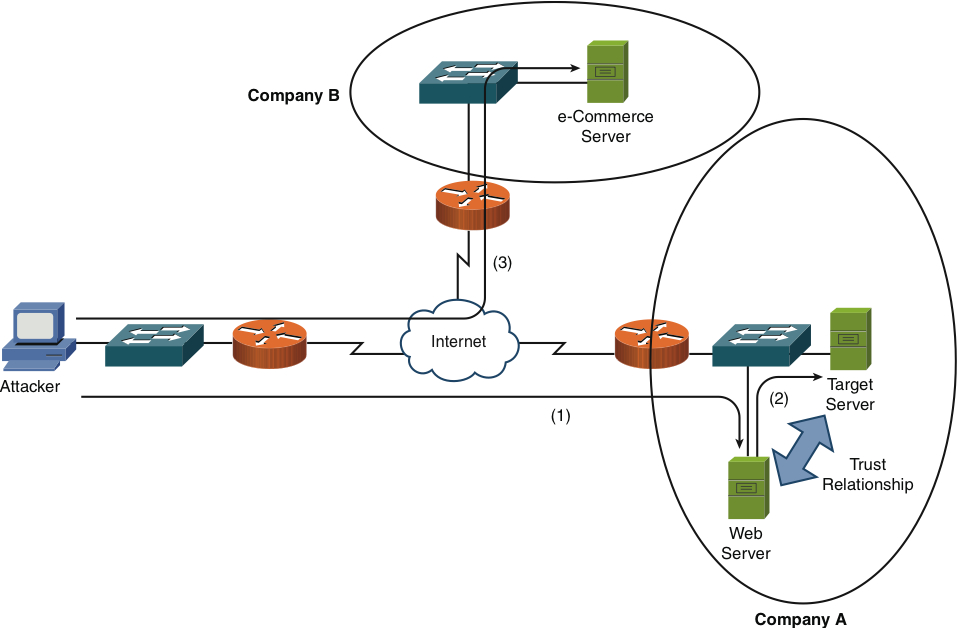 Company B
e-Commerce
Server
(3)
Internet
Attacker
(1)
(2)
Target
Server
Trust
Relationship
Web
Server
Company A